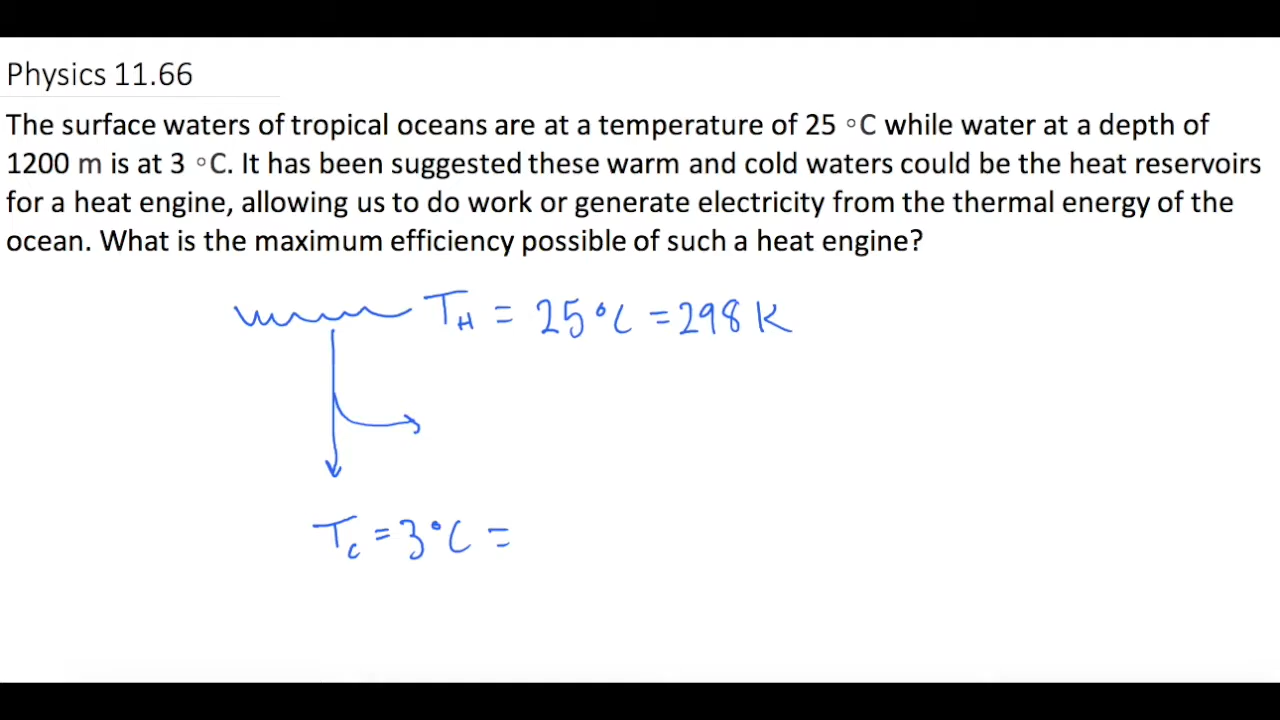 Physics 11.66
The surface waters of tropical oceans are at a temperature of 25 °C while water at a depth of
1200 m is at 3 °C. It has been suggested these warm and cold waters could be the heat reservoirs
for a heat engine, allowing us to do work or generate electricity from the thermal energy of the
ocean. What is the maximum efficiency possible of such a heat engine?
T_H = 25°C = 298 K
T_C = 3°C =